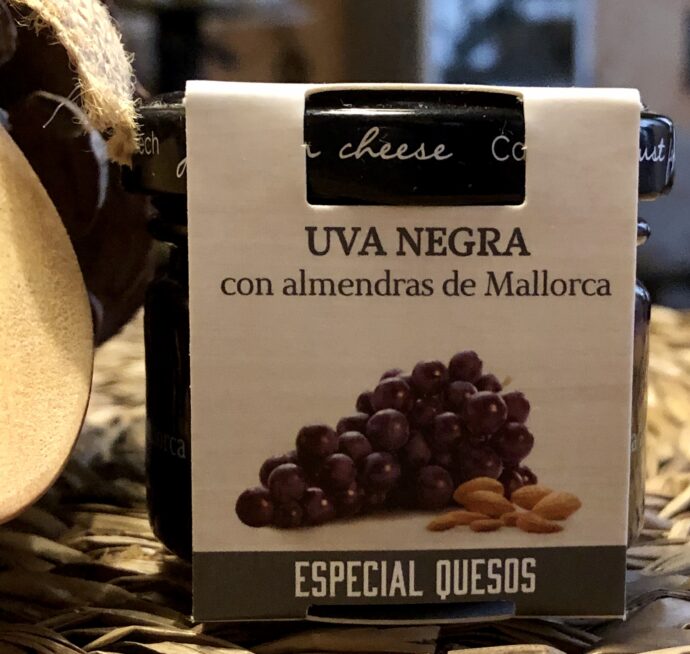 cheese
UVA NEGRA
con almendras de Mallorca
ESPECIAL QUESOS